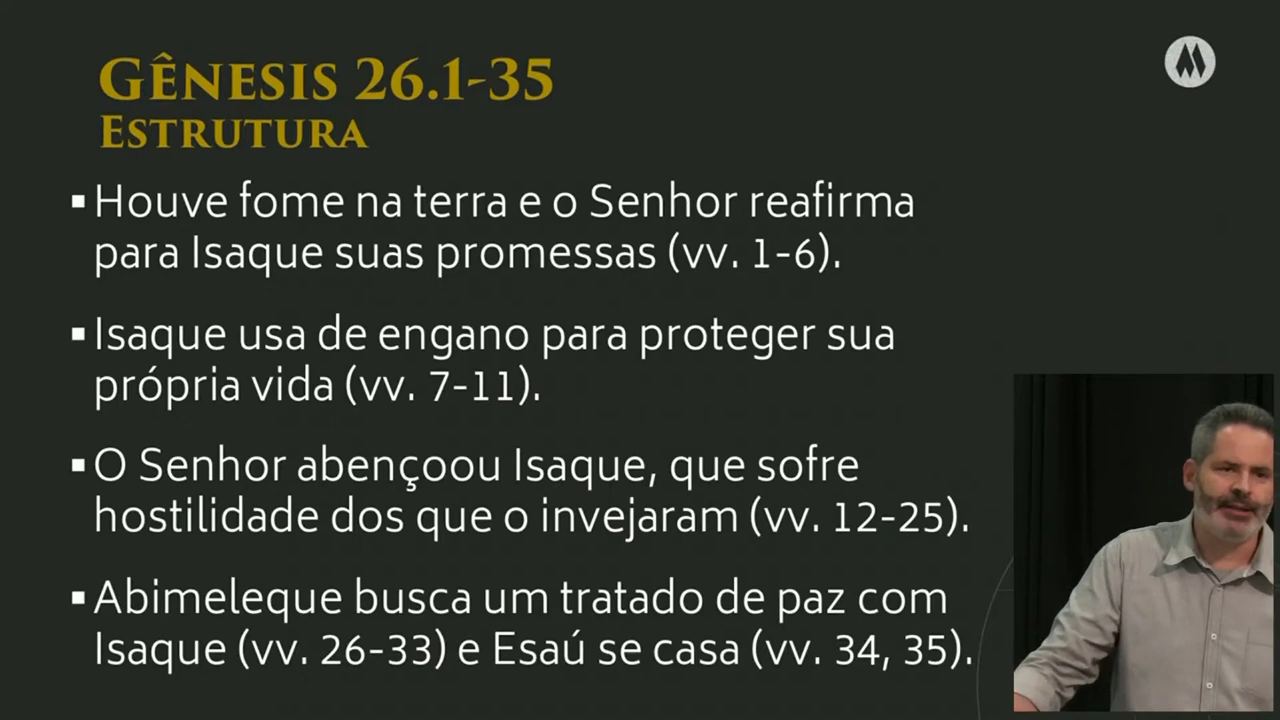 Gênesis 26.1-35
Estrutura
▪Houve fome na terra e o Senhor reafirma
para Isaque suas promessas (vv. 1-6).
▪Isaque usa de engano para proteger sua
própria vida (vv. 7-11).
▪O Senhor abençoou Isaque, que sofre
hostilidade dos que o invejaram (vv. 12-25).
▪Abimeleque busca um tratado de paz com
Isaque (vv. 26-33) e Esaú se casa (vv. 34, 35).